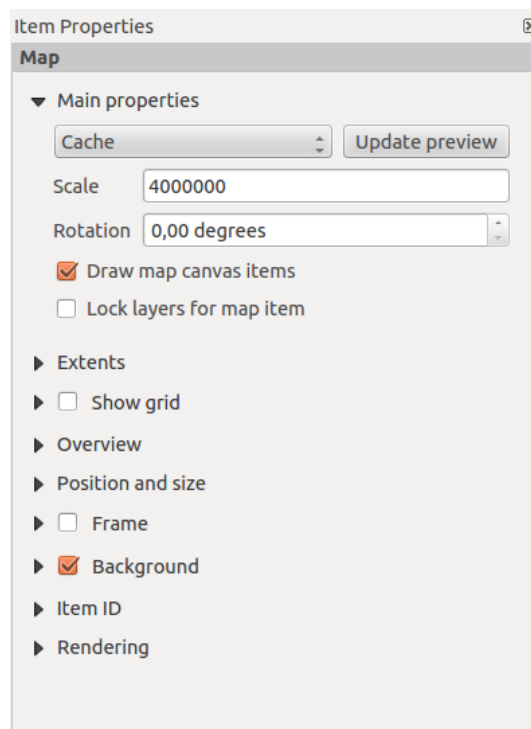 Item Properties
Map
Main properties
Cache Update preview
Scale 4000000
Rotation 0,00 degrees
Draw map canvas items
Lock layers for map item
Extents
Show grid
Overview
Position and size
Frame
Background
Item ID
Rendering